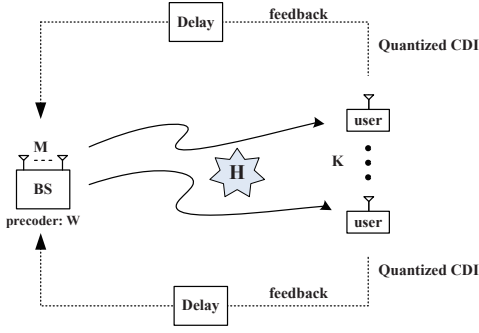 Delay
feedback
Quantized CDI
M
user
H
K
BS
precoder: W
user
Quantized CDI
feedback
Delay